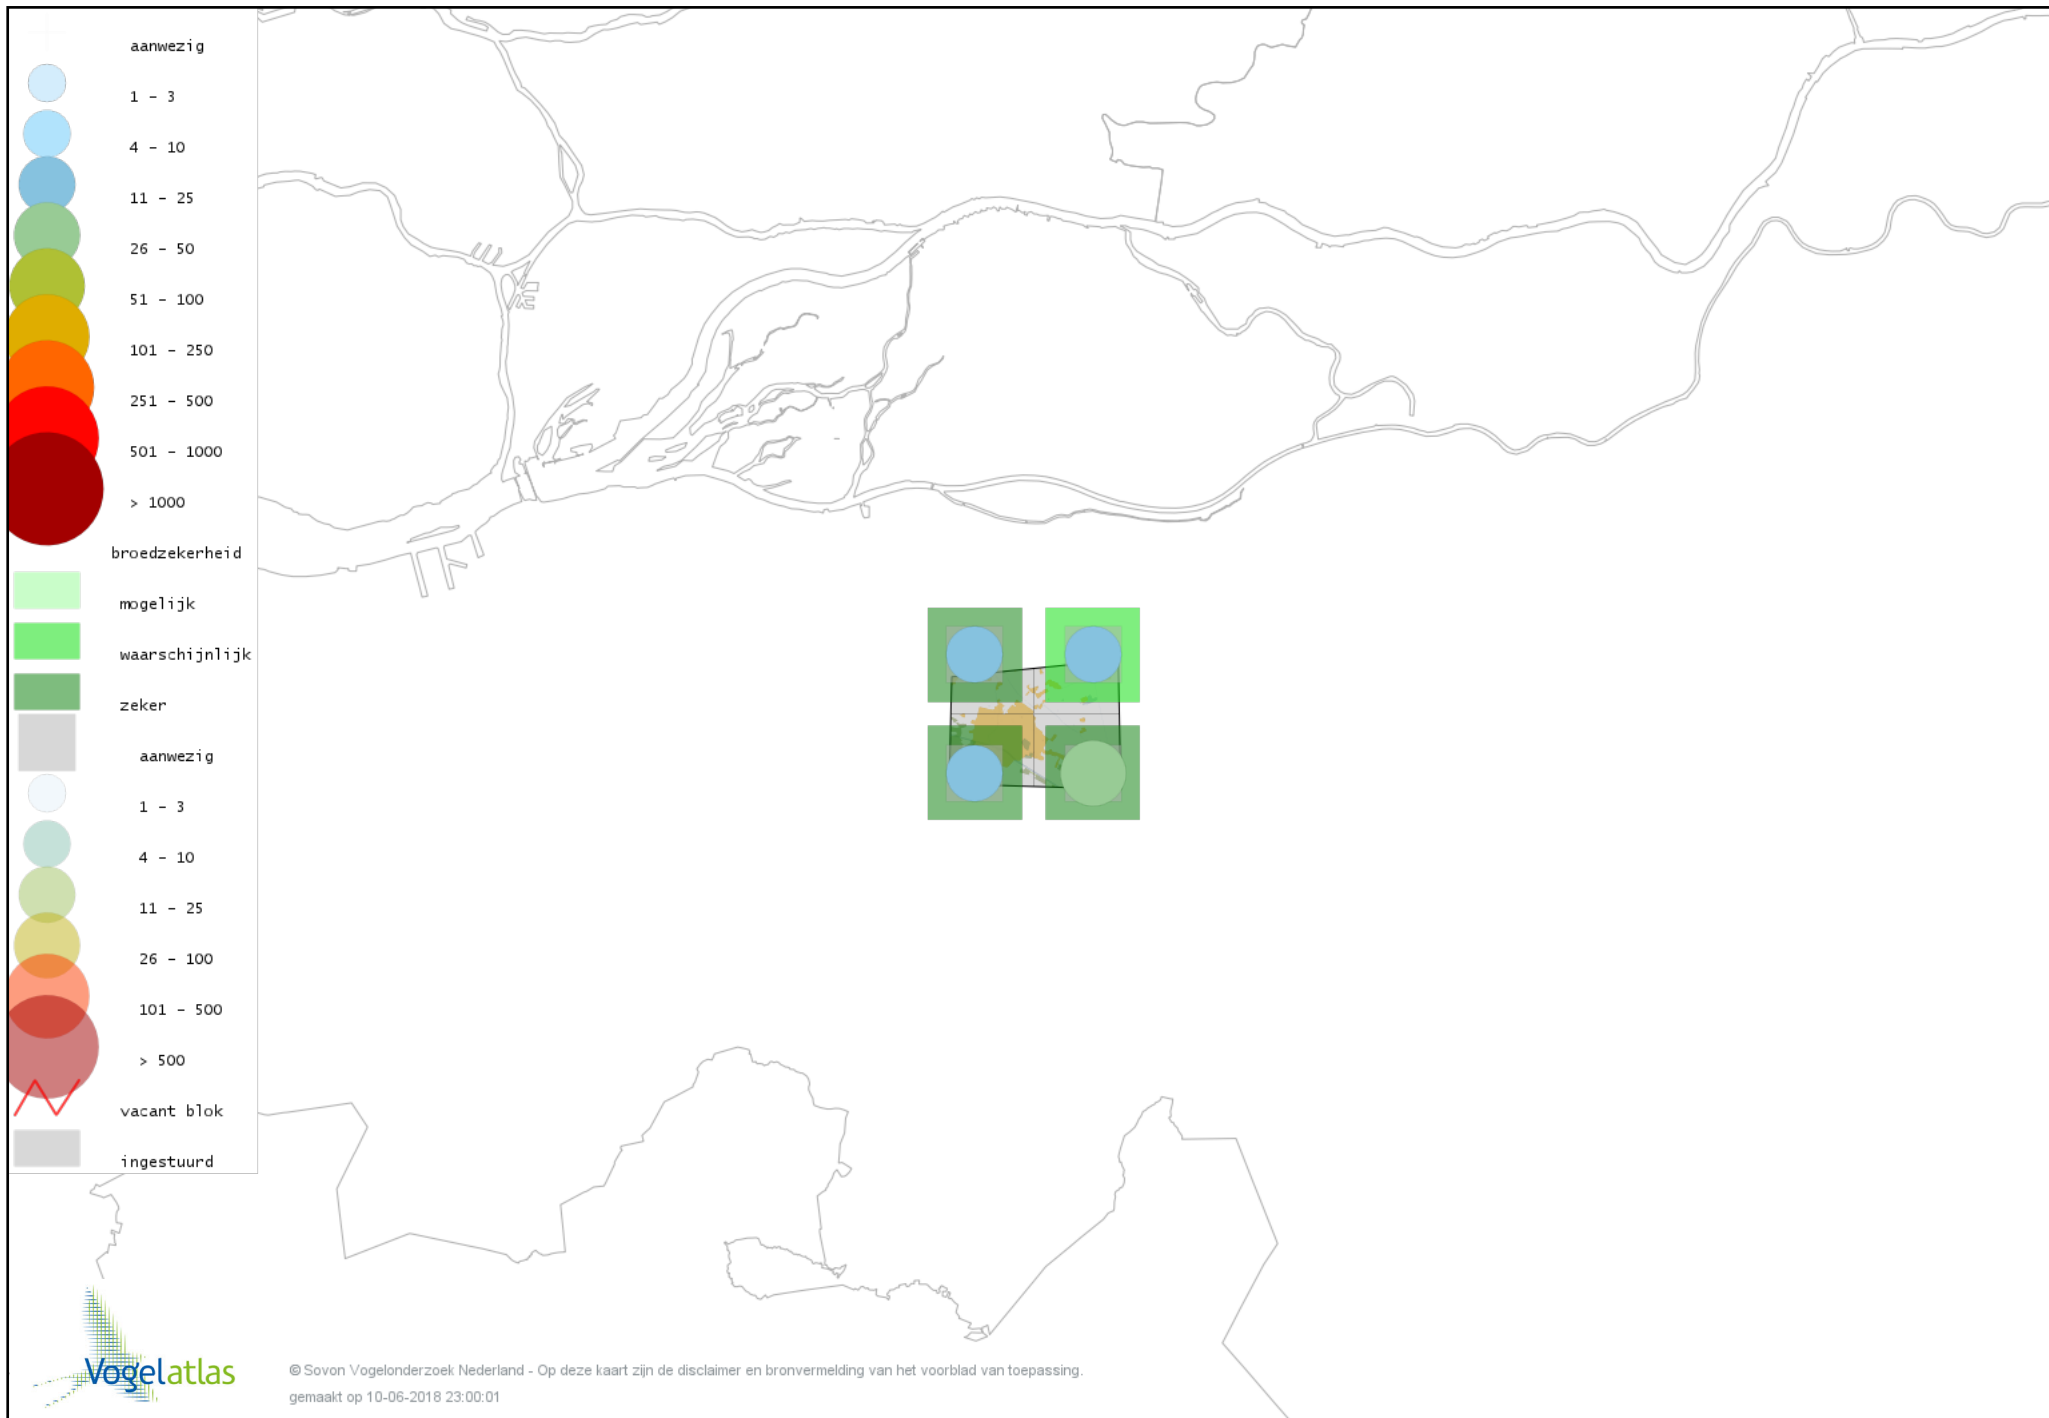 aanwezig
1 - 3
4 - 10
11 - 25
26 - 50
51 - 100
101 - 250
251 - 500
501 - 1000
> 1000
broedzekerheid
mogelijk
waarschijnlijk
zeker
aanwezig
1 - 3
4 - 10
11 - 25
26 - 100
101 - 500
> 500
vacant blok
ingestuurd
Vogelatlas
© Sovon Vogelonderzoek Nederland - Op deze kaart zijn de disclaimer en bronvermelding van het voorblad van toepassing.
gemaakt op 10-06-2018 23:00:01